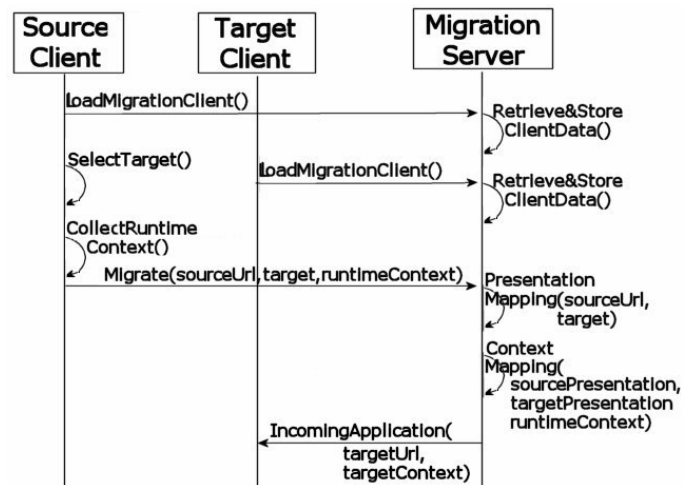 Source
Client
Target
Client
Migration
Server
LoadMigrationClient()
Retrieve&Store
ClientData()
SelectTarget()
LoadMigrationClient()
Retrieve&Store
ClientData()
CollectRuntime
Context()
Migrate(sourceUrl,target,runtimeContext)
Presentation
Mapping(sourceUrl,
target)
Context
Mapping(
sourcePresentation,
targetPresentation
runtimeContext)
IncomingApplication(
targetUrl,
targetContext)